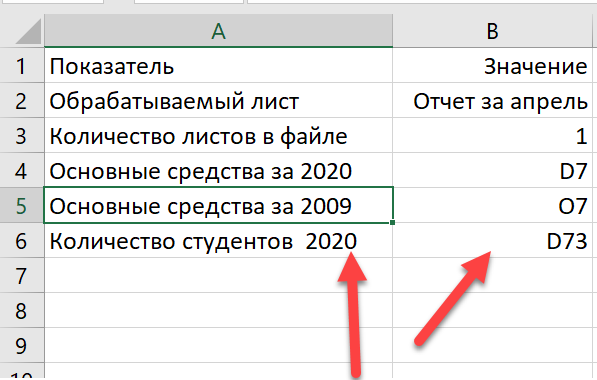 A B
1 Показатель Значение
2 Обрабатываемый лист Отчет за апрель
3 Количество листов в файле 1
4 Основные средства за 2020 D7
5 Основные средства за 2009 O7
6 Количество студентов  2020 D73
7
8
9
10